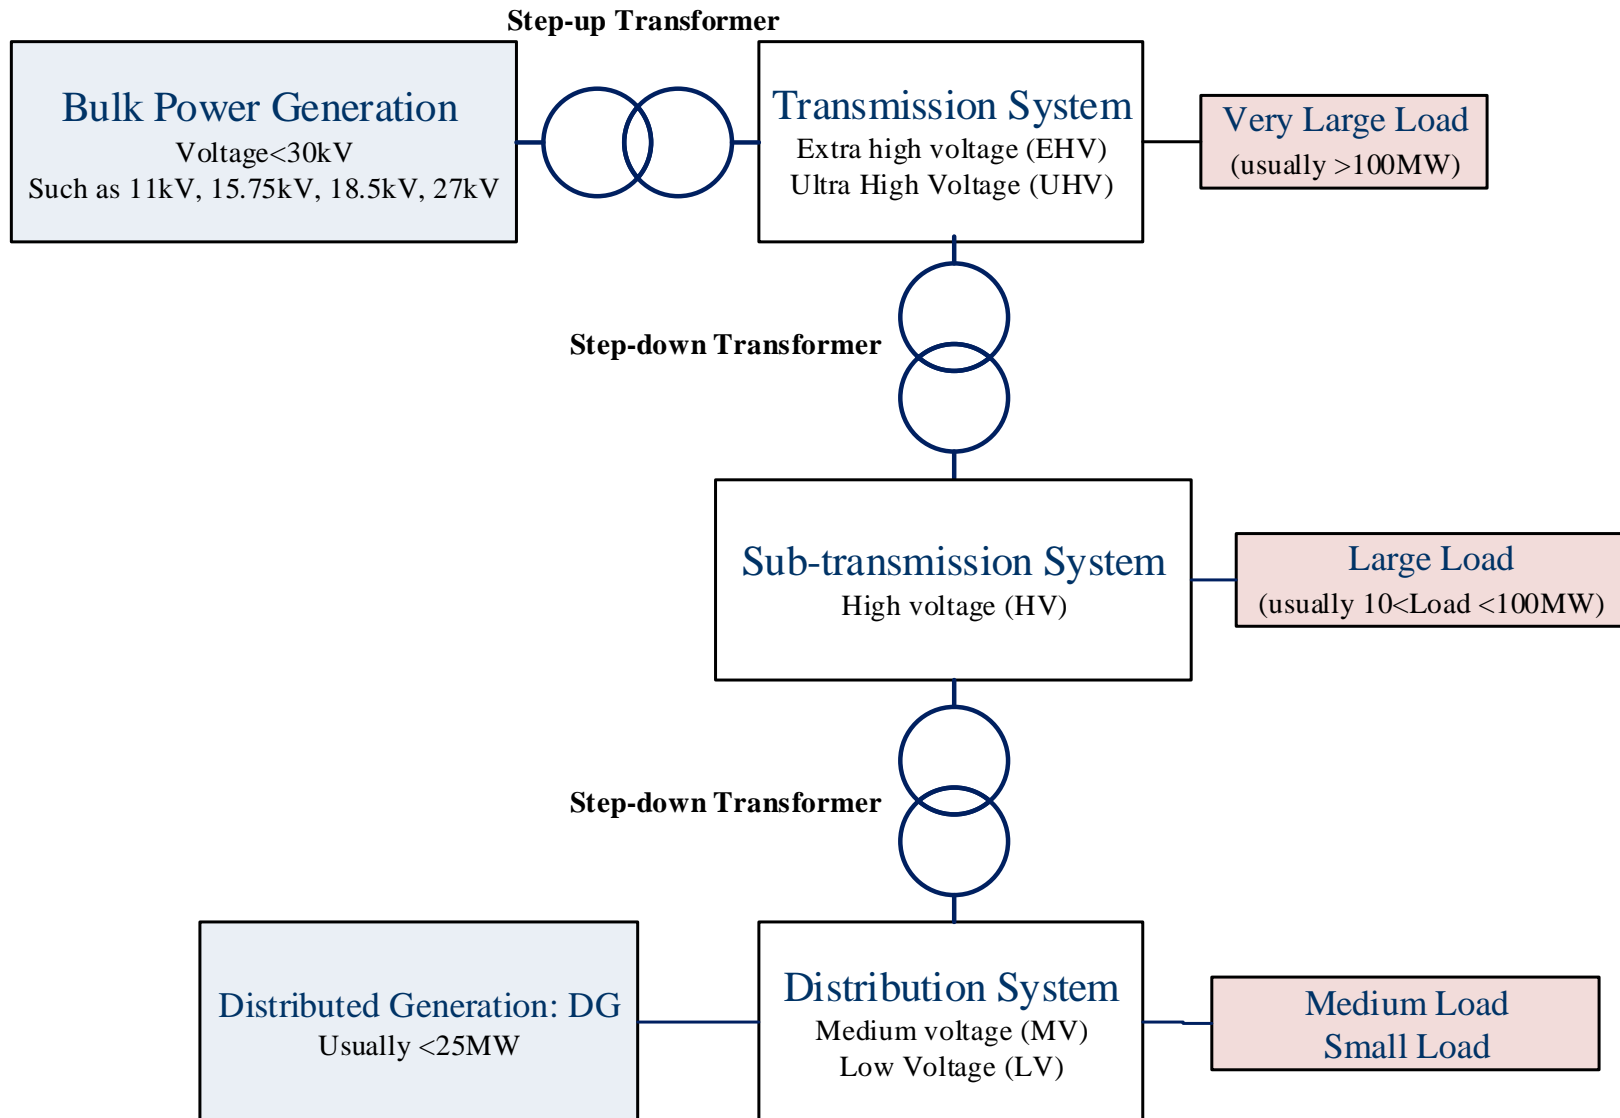 Step-up Transformer
Bulk Power Generation
Voltage<30kV
Such as 11kV, 15.75kV, 18.5kV, 27kV
Transmission System
Extra high voltage (EHV)
Ultra High Voltage (UHV)
Very Large Load
(usually >100MW)
Step-down Transformer
Sub-transmission System
High voltage (HV)
Large Load
(usually 10<Load <100MW)
Step-down Transformer
Distributed Generation: DG
Usually <25MW
Distribution System
Medium voltage (MV)
Low Voltage (LV)
Medium Load
Small Load